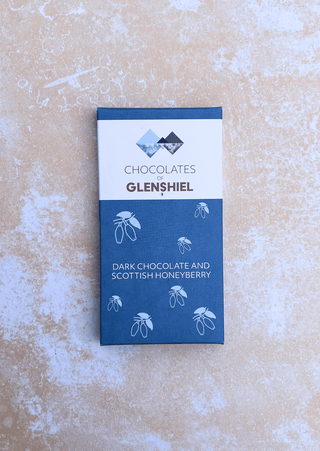 CHOCOLATES
OF
GLENSHIEL
DARK CHOCOLATE AND
SCOTTISH HONEYBERRY